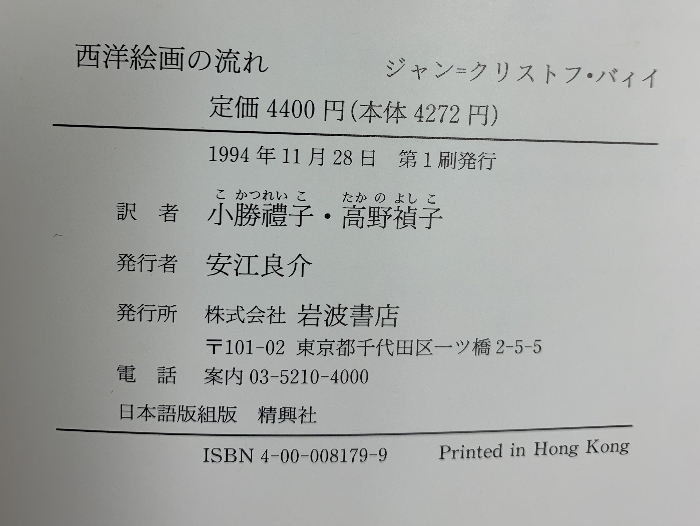 西洋絵画の流れ ジャン=クリストフ・バイイ
定価 4400 円(本体 4272 円)
1994 年 11 月 28 日 第 1 刷発行
こ かつれい こ たか の よし こ
訳 者 小勝禮子・高野禎子
発行者 安江良介
発行所 株式会社 岩波書店
〒101-02 東京都千代田区一ツ橋 2-5-5
電 話 案内 03-5210-4000
日本語版組版 精興社
ISBN 4-00-008179-9 Printed in Hong Kong